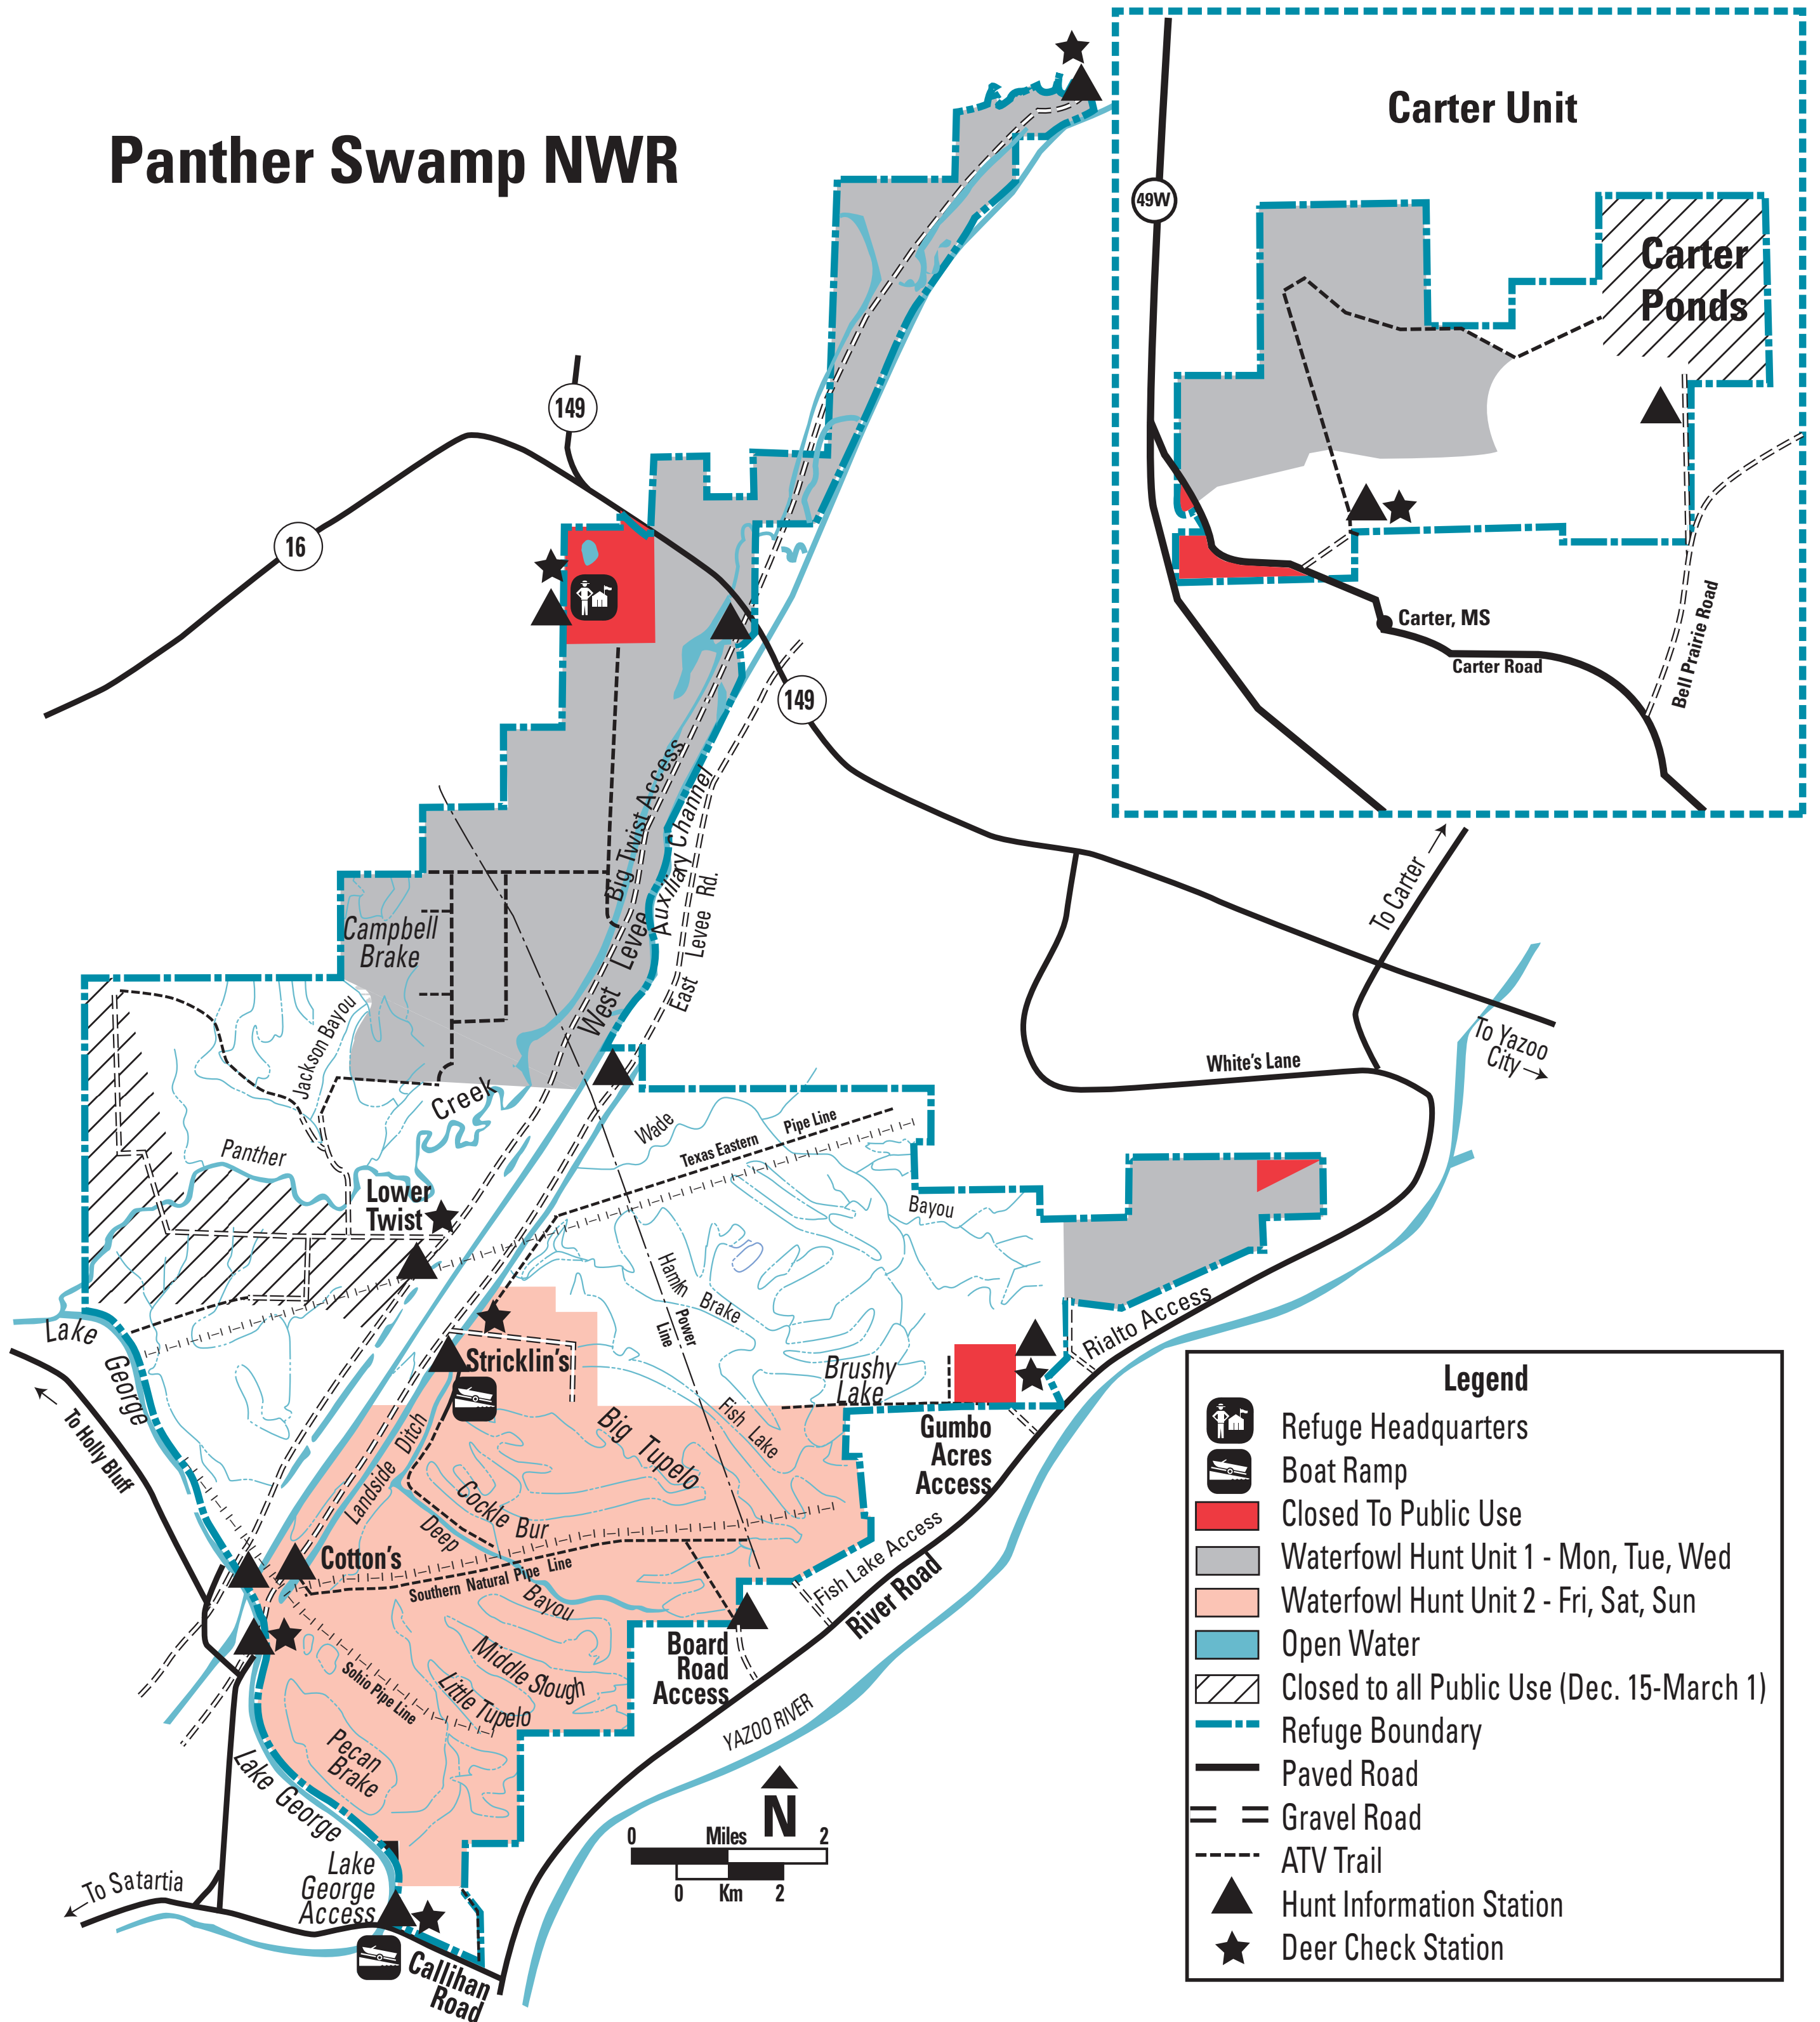 Panther Swamp NWR
Carter Unit
49W
Carter
Ponds
Carter, MS
Carter Road
Bell Prairie Road
149
16
149
Big Twist Access
Auxiliary Channel
West Levee
East Levee Rd.
Campbell
Brake
To Carter
To Yazoo
City
White's Lane
Jackson Bayou
Creek
Panther
Wade
Texas Eastern Pipe Line
Bayou
Lower
Twist
Hamlin Brake
Power
Line
Lake
George
Rialto Access
Stricklin's
Brushy
Lake
To Holly Bluff
Landside Ditch
Big Tupelo
Fish Lake
Gumbo
Acres
Access
Cockle Bur
Deep
Bayou
Cotton's
Southern Natural Pipe Line
Fish Lake Access
River Road
Board
Road
Access
Middle Slough
Little Tupelo
Sohio Pipe Line
Pecan
Brake
YAZOO RIVER
Lake George
Lake
George
Access
To Satartia
Callihan
Road
N
0 Miles 2
0 Km 2
Legend
Refuge Headquarters
Boat Ramp
Closed To Public Use
Waterfowl Hunt Unit 1 - Mon, Tue, Wed
Waterfowl Hunt Unit 2 - Fri, Sat, Sun
Open Water
Closed to all Public Use (Dec. 15-March 1)
Refuge Boundary
Paved Road
Gravel Road
ATV Trail
Hunt Information Station
Deer Check Station